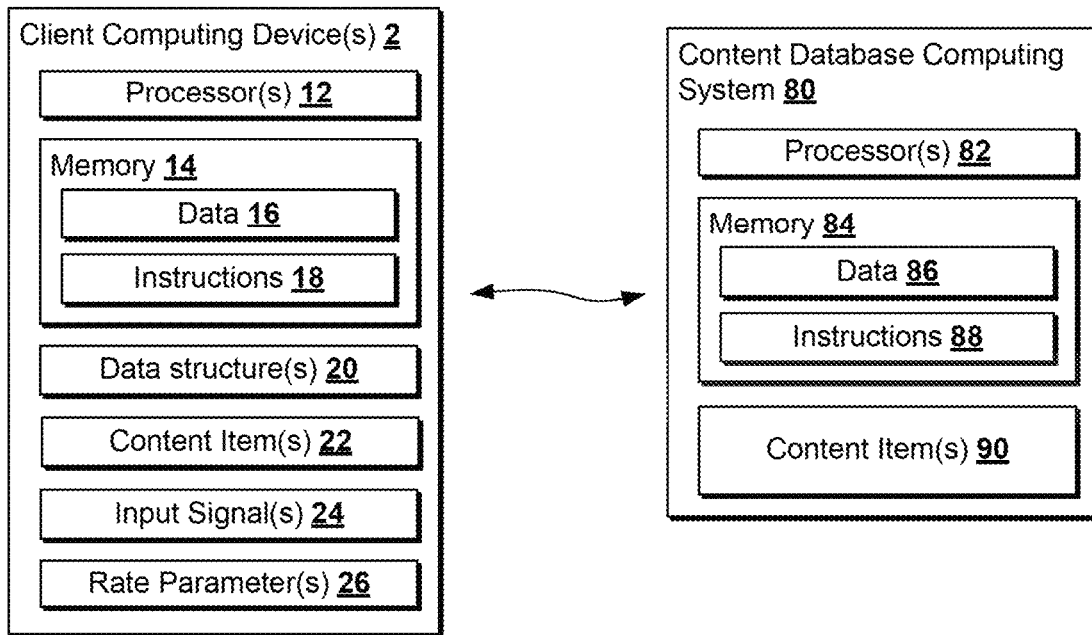 Client Computing Device(s) 2
Processor(s) 12
Memory 14
Data 16
Instructions 18
Data structure(s) 20
Content Item(s) 22
Input Signal(s) 24
Rate Parameter(s) 26
Content Database Computing
System 80
Processor(s) 82
Memory 84
Data 86
Instructions 88
Content Item(s) 90